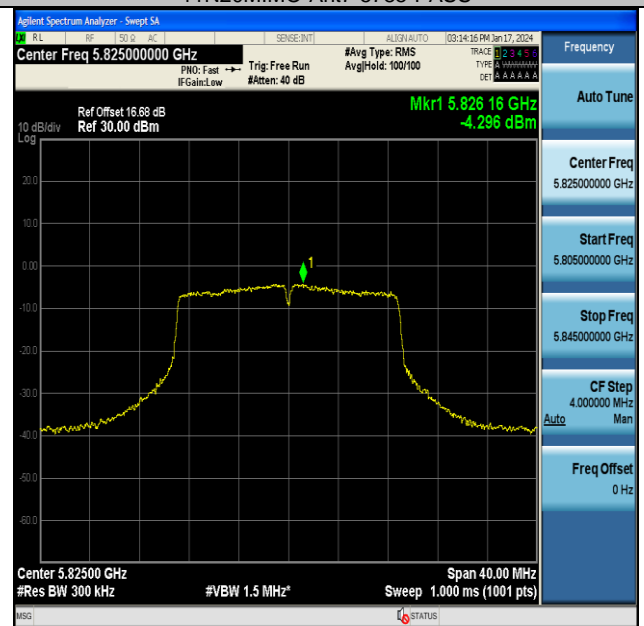 Agilent Spectrum Analyzer - Swept SA
LXI RL RF 50 Ω AC SENSE:INT ALIGN AUTO 03:14:16 PM Jan 17, 2024
Center Freq 5.825000000 GHz #Avg Type: RMS TRACE 1 2 3 4 5 6
PNO: Fast Trig: Free Run Avg|Hold: 100/100 TYPE A
IFGain:Low #Atten: 40 dB DET A A A A A A
Mkr1 5.826 16 GHz
Ref Offset 16.68 dB
10 dB/div Ref 30.00 dBm -4.296 dBm
Log
20.0
10.0
0.00
1
-10.0
-20.0
-30.0
-40.0
-50.0
-60.0
Center 5.82500 GHz Span 40.00 MHz
#Res BW 300 kHz #VBW 1.5 MHz* Sweep 1.000 ms (1001 pts)
MSG STATUS
Frequency
Auto Tune
Center Freq
5.825000000 GHz
Start Freq
5.805000000 GHz
Stop Freq
5.845000000 GHz
CF Step
4.000000 MHz
Auto Man
Freq Offset
0 Hz